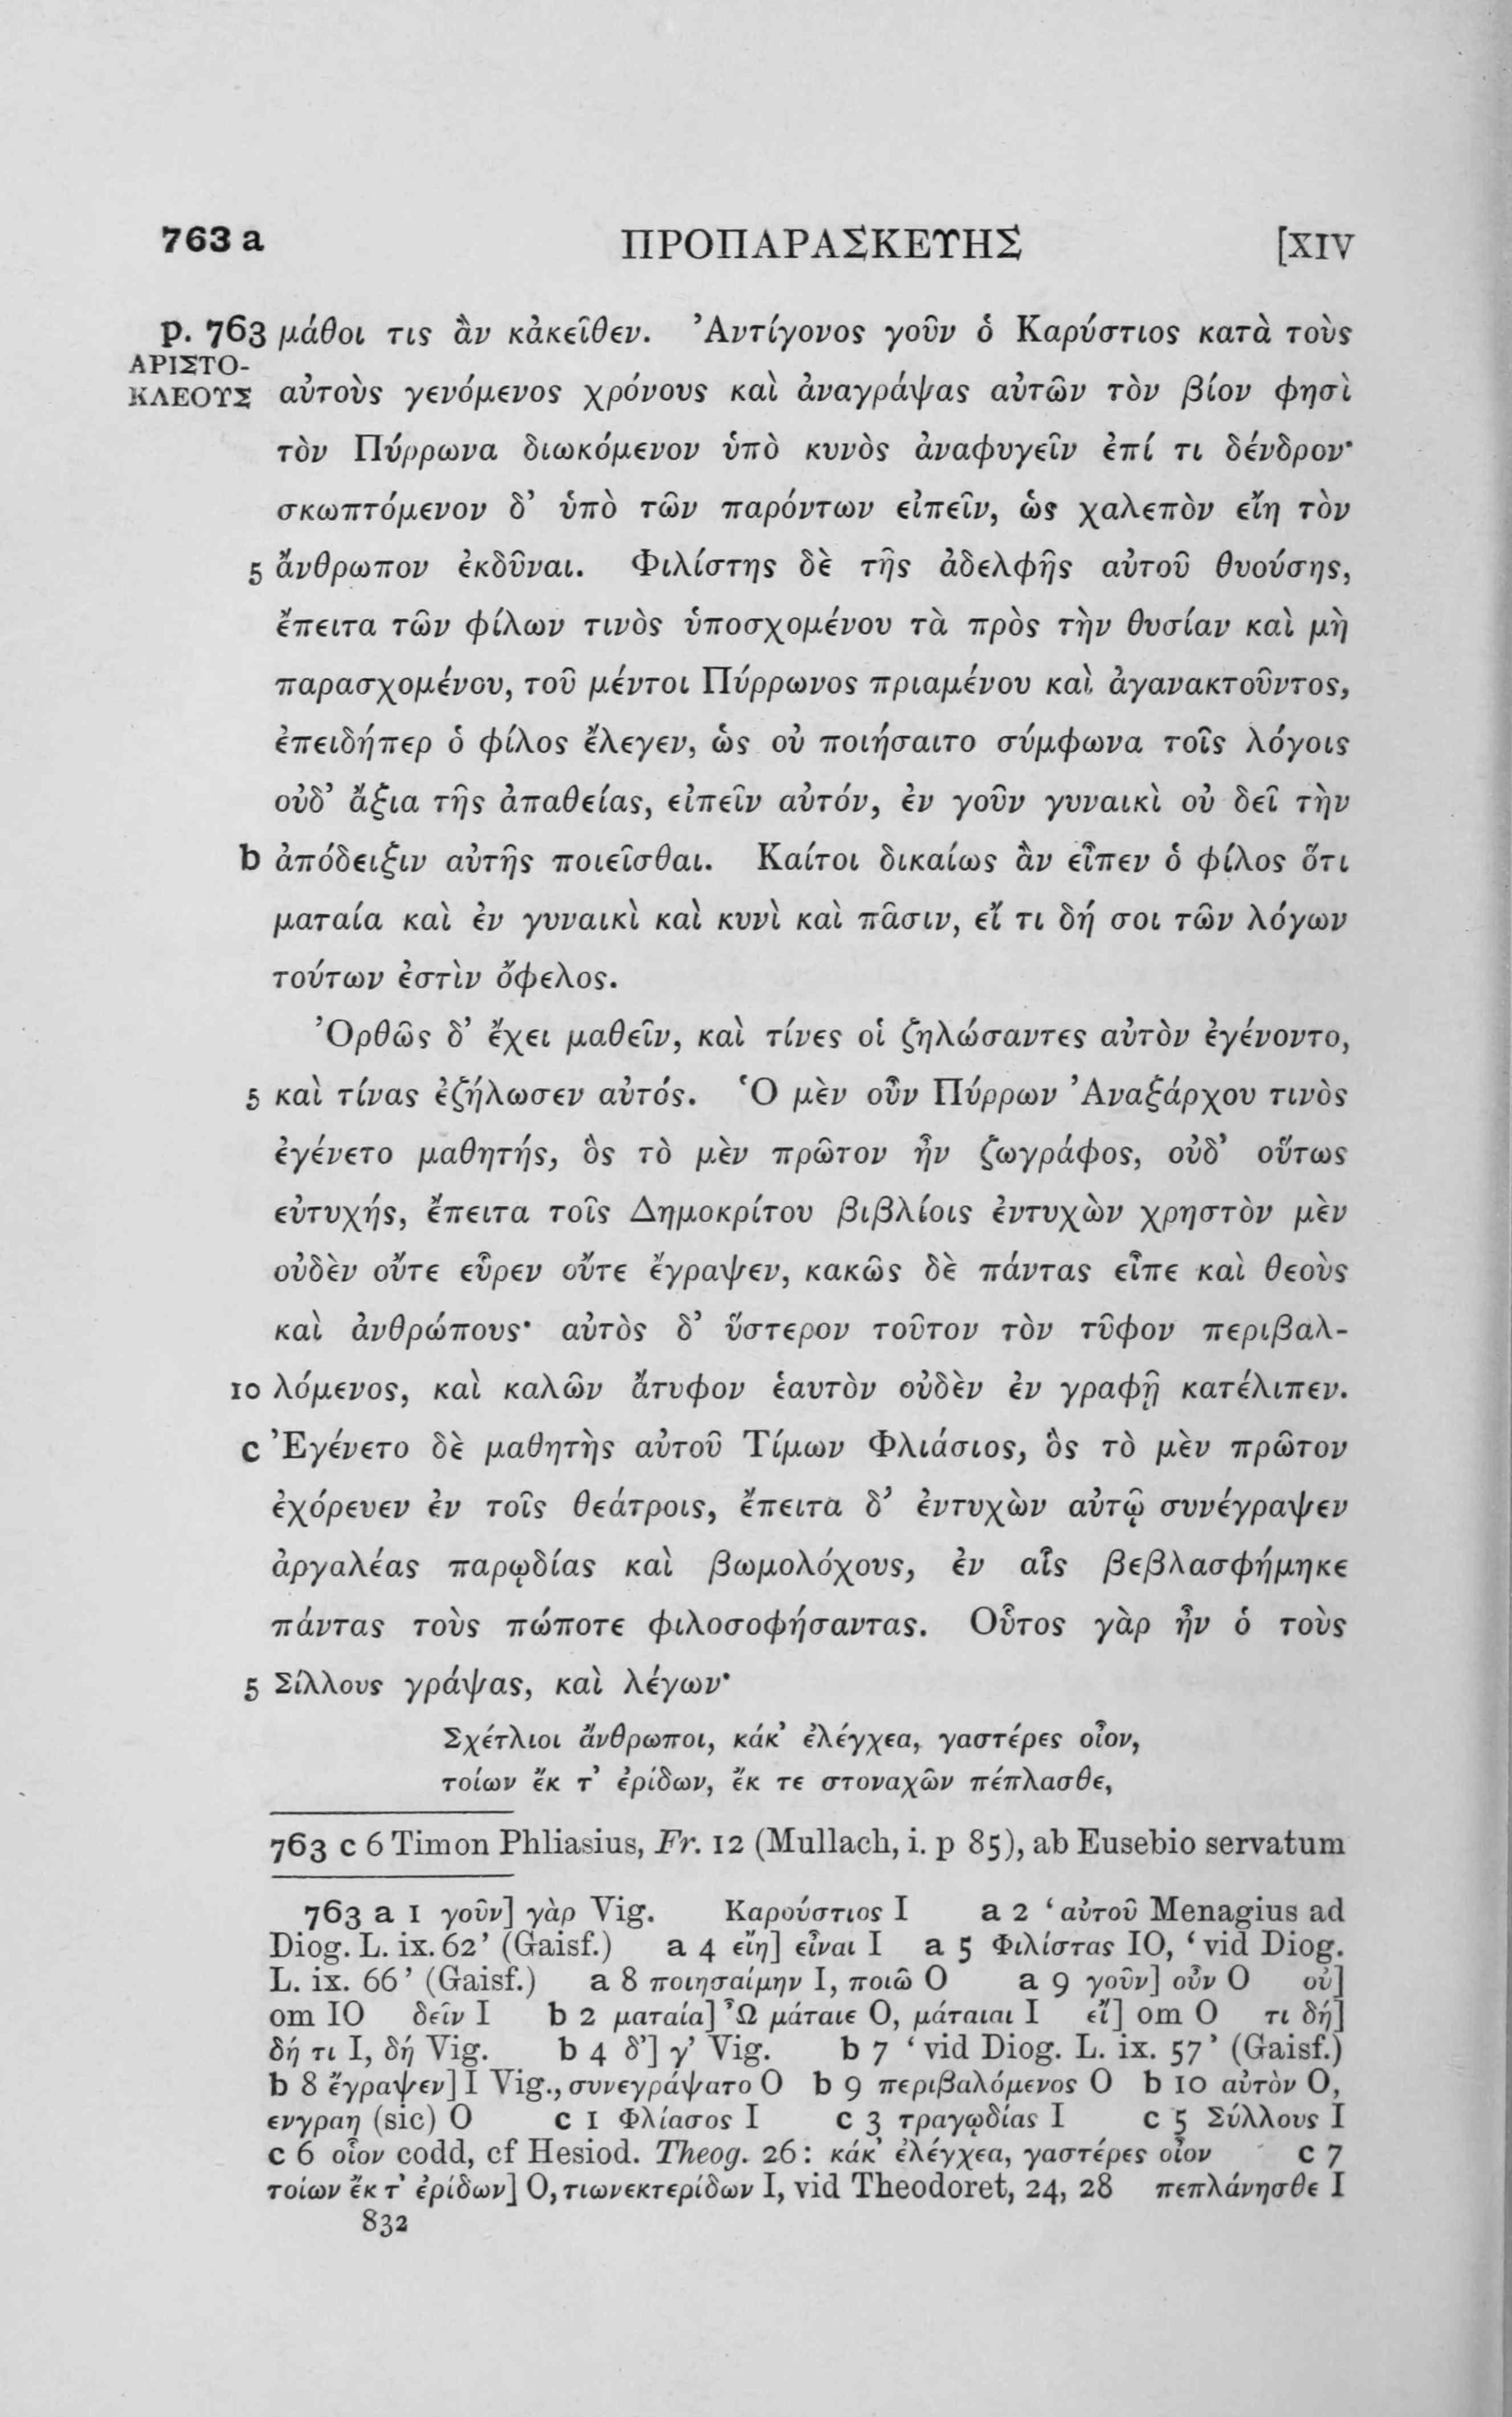 763 a ΠΡΟΠΑΡΑΣΚΕΥΗΣ [XIV
p. 763 μάθοι τις ἂν κἀκεῖθεν. Ἀντίγονος γοῦν ὁ Καρύστιος κατὰ τοὺς
ΑΡΙΣΤΟ-
ΚΛΕΟΥΣ αὐτοὺς γενόμενος χρόνους καὶ ἀναγράψας αὐτῶν τὸν βίον φησὶ
τὸν Πύρρωνα διωκόμενον ὑπὸ κυνὸς ἀναφυγεῖν ἐπί τι δένδρον·
σκωπτόμενον δ’ ὑπὸ τῶν παρόντων εἰπεῖν, ὡς χαλεπὸν εἴη τὸν
5 ἄνθρωπον ἐκδῦναι. Φιλίστης δὲ τῆς ἀδελφῆς αὐτοῦ θυούσης,
ἔπειτα τῶν φίλων τινὸς ὑποσχομένου τὰ πρὸς τὴν θυσίαν καὶ μὴ
παρασχομένου, τοῦ μέντοι Πύρρωνος πριαμένου καὶ ἀγανακτοῦντος,
ἐπειδήπερ ὁ φίλος ἔλεγεν, ὡς οὐ ποιήσαιτο σύμφωνα τοῖς λόγοις
οὐδ’ ἄξια τῆς ἀπαθείας, εἰπεῖν αὐτόν, ἐν γοῦν γυναικὶ οὐ δεῖ τὴν
b ἀπόδειξιν αὐτῆς ποιεῖσθαι. Καίτοι δικαίως ἂν εἶπεν ὁ φίλος ὅτι
ματαία καὶ ἐν γυναικὶ καὶ κυνὶ καὶ πᾶσιν, εἴ τι δή σοι τῶν λόγων
τούτων ἐστὶν ὄφελος.
Ὀρθῶς δ’ ἔχει μαθεῖν, καὶ τίνες οἱ ζηλώσαντες αὐτὸν ἐγένοντο,
5 καὶ τίνας ἐζήλωσεν αὐτός. Ὁ μὲν οὖν Πύρρων Ἀναξάρχου τινὸς
ἐγένετο μαθητής, ὃς τὸ μὲν πρῶτον ἦν ζωγράφος, οὐδ’ οὕτως
εὐτυχής, ἔπειτα τοῖς Δημοκρίτου βιβλίοις ἐντυχὼν χρηστὸν μὲν
οὐδὲν οὔτε εὗρεν οὔτε ἔγραψεν, κακῶς δὲ πάντας εἶπε καὶ θεοὺς
καὶ ἀνθρώπους· αὐτὸς δ’ ὕστερον τοῦτον τὸν τῦφον περιβαλ-
10 λόμενος, καὶ καλῶν ἄτυφον ἑαυτὸν οὐδὲν ἐν γραφῇ κατέλιπεν.
c Ἐγένετο δὲ μαθητὴς αὐτοῦ Τίμων Φλιάσιος, ὃς τὸ μὲν πρῶτον
ἐχόρευεν ἐν τοῖς θεάτροις, ἔπειτα δ’ ἐντυχὼν αὐτῷ συνέγραψεν
ἀργαλέας παρῳδίας καὶ βωμολόχους, ἐν αἷς βεβλασφήμηκε
πάντας τοὺς πώποτε φιλοσοφήσαντας. Οὗτος γὰρ ἦν ὁ τοὺς
5 Σίλλους γράψας, καὶ λέγων·
Σχέτλιοι ἄνθρωποι, κάκ’ ἐλέγχεα, γαστέρες οἶον,
τοίων ἔκ τ’ ἐρίδων, ἔκ τε στοναχῶν πέπλασθε,
763 c 6 Timon Phliasius, Fr. 12 (Mullach, i. p 85), ab Eusebio servatum
763 a 1 γοῦν] γὰρ Vig. Καρούστιος I a 2 ‘αὐτοῦ Menagius ad
Diog. L. ix. 62’ (Gaisf.) a 4 εἴη] εἶναι I a 5 Φιλίστας IO, ‘vid Diog.
L. ix. 66’ (Gaisf.) a 8 ποιησαίμην I, ποιῶ O a 9 γοῦν] οὖν O οὐ]
om IO δεῖν I b 2 ματαία] Ὦ μάταιε O, μάταιαι I εἴ] om O τι δή]
δή τι I, δή Vig. b 4 δ’] γ’ Vig. b 7 ‘vid Diog. L. ix. 57’ (Gaisf.)
b 8 ἔγραψεν] I Vig., συνεγράψατο O b 9 περιβαλόμενος O b 10 αὐτὸν O,
ενγραη (sic) O c 1 Φλίασος I c 3 τραγῳδίας I c 5 Σύλλους I
c 6 οἶον codd, cf Hesiod. Theog. 26: κάκ’ ἐλέγχεα, γαστέρες οἶον c 7
τοίων ἔκ τ’ ἐρίδων] O, τιωνεκτερίδων I, vid Theodoret, 24, 28 πεπλάνησθε I
832